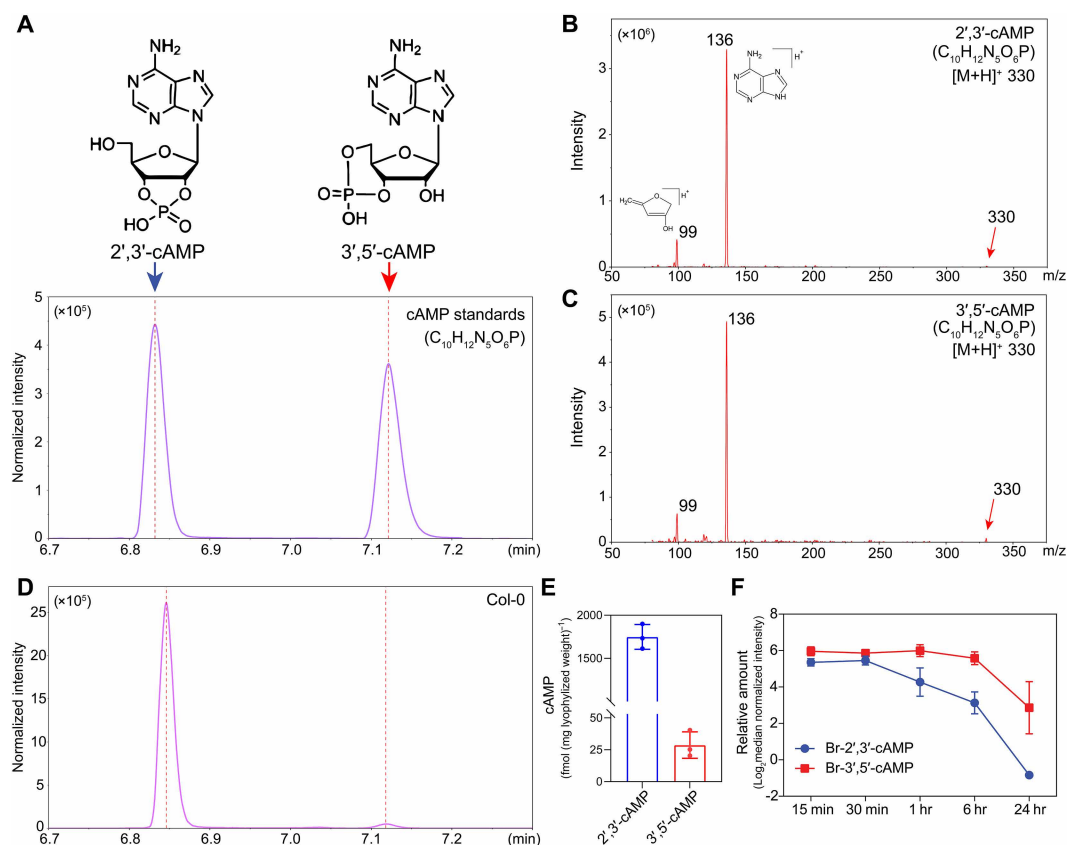 A
NH₂
N
N
N
N
HO
O
O
O
P
HO
O
2′,3′-cAMP
NH₂
N
N
N
N
O
O
O=P
O
OH
OH
3′,5′-cAMP
(×10⁵)
cAMP standards
(C₁₀H₁₂N₅O₆P)
Normalized intensity
5
4
3
2
1
0
6.7 6.8 6.9 7.0 7.1 7.2 (min)
B
(×10⁶)
136
NH₂
H⁺
N
N
N
NH
2′,3′-cAMP
(C₁₀H₁₂N₅O₆P)
[M+H]⁺ 330
Intensity
3
2
1
0
H₂C
O
H⁺
OH
99
330
50 100 150 200 250 300 350 m/z
C
(×10⁵)
136
3′,5′-cAMP
(C₁₀H₁₂N₅O₆P)
[M+H]⁺ 330
Intensity
5
4
3
2
1
0
99
330
50 100 150 200 250 300 350 m/z
D
(×10⁵)
Col-0
Normalized intensity
25
20
15
10
5
0
6.7 6.8 6.9 7.0 7.1 7.2 (min)
E
cAMP
(fmol (mg lyophylized weight)⁻¹)
2000
1500
50
25
0
2′,3′-cAMP
3′,5′-cAMP
F
Relative amount
(Log₂median normalized intensity)
8
6
4
2
0
-2
Br-2′,3′-cAMP
Br-3′,5′-cAMP
15 min 30 min 1 hr 6 hr 24 hr